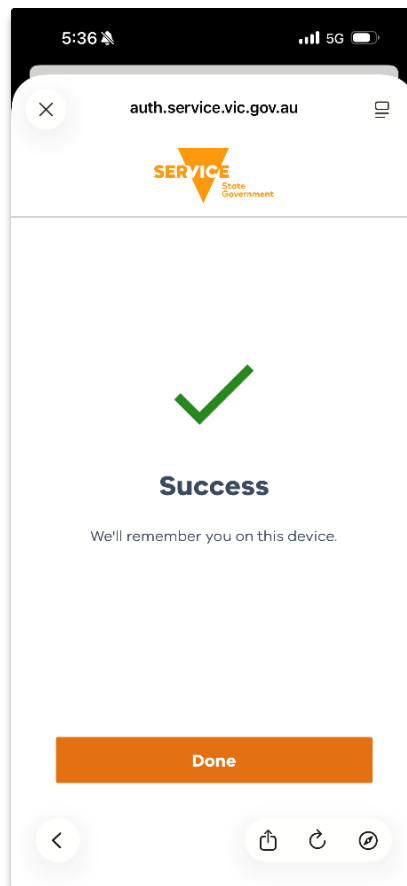 5:36
5G
auth.service.vic.gov.au
SERVICE
State
Government
Success
We'll remember you on this device.
Done